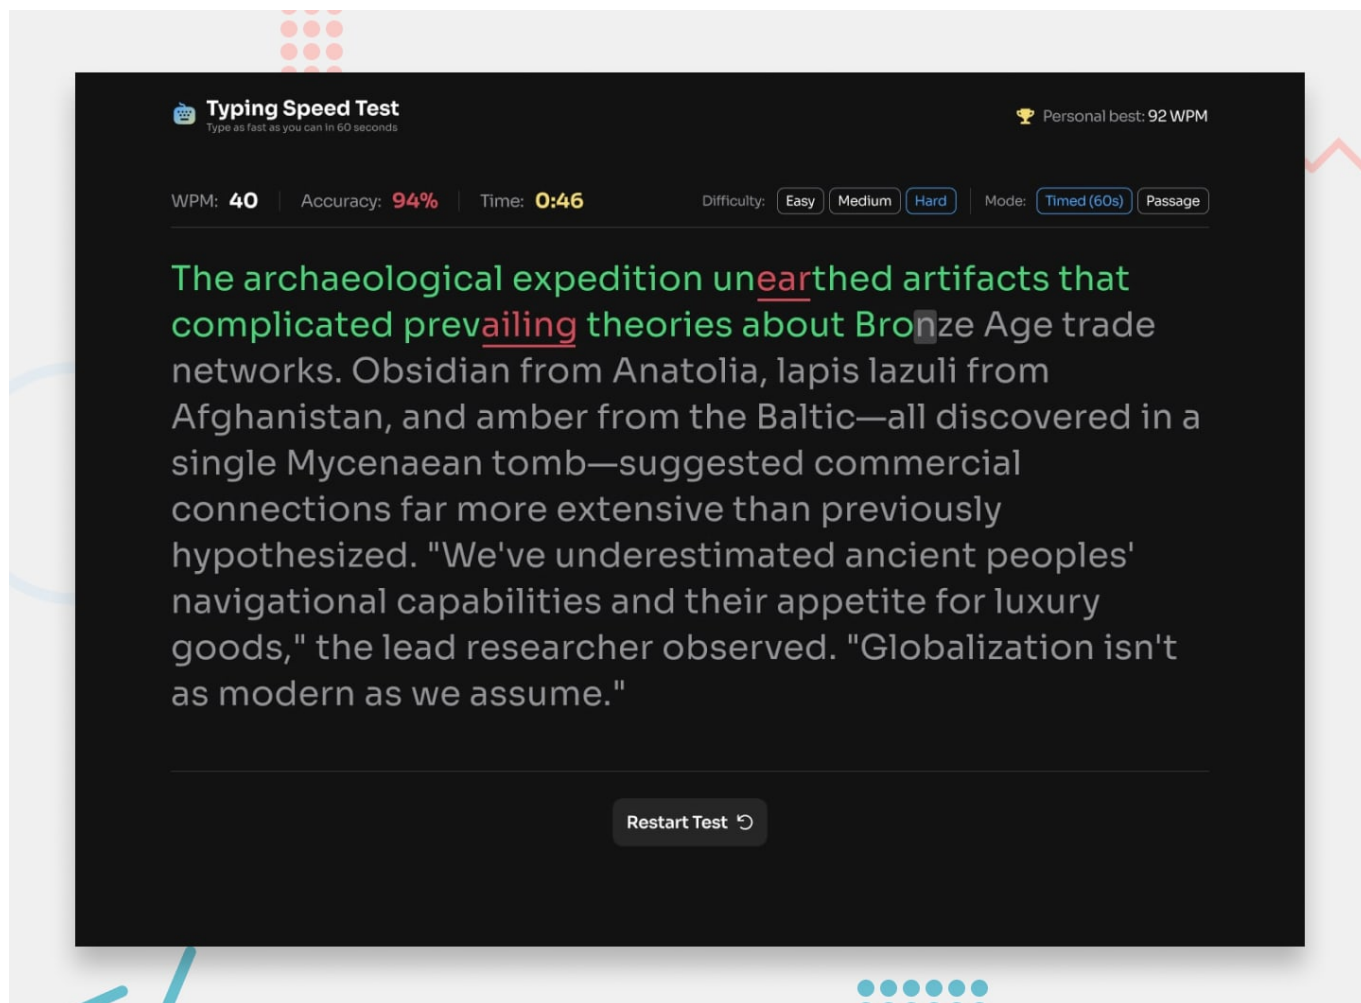 Typing Speed Test
Type as fast as you can in 60 seconds
Personal best: 92 WPM
WPM: 40 Accuracy: 94% Time: 0:46 Difficulty: Easy Medium Hard Mode: Timed (60s) Passage
The archaeological expedition unearthed artifacts that
complicated prevailing theories about Bronze Age trade
networks. Obsidian from Anatolia, lapis lazuli from
Afghanistan, and amber from the Baltic—all discovered in a
single Mycenaean tomb—suggested commercial
connections far more extensive than previously
hypothesized. "We've underestimated ancient peoples'
navigational capabilities and their appetite for luxury
goods," the lead researcher observed. "Globalization isn't
as modern as we assume."
Restart Test